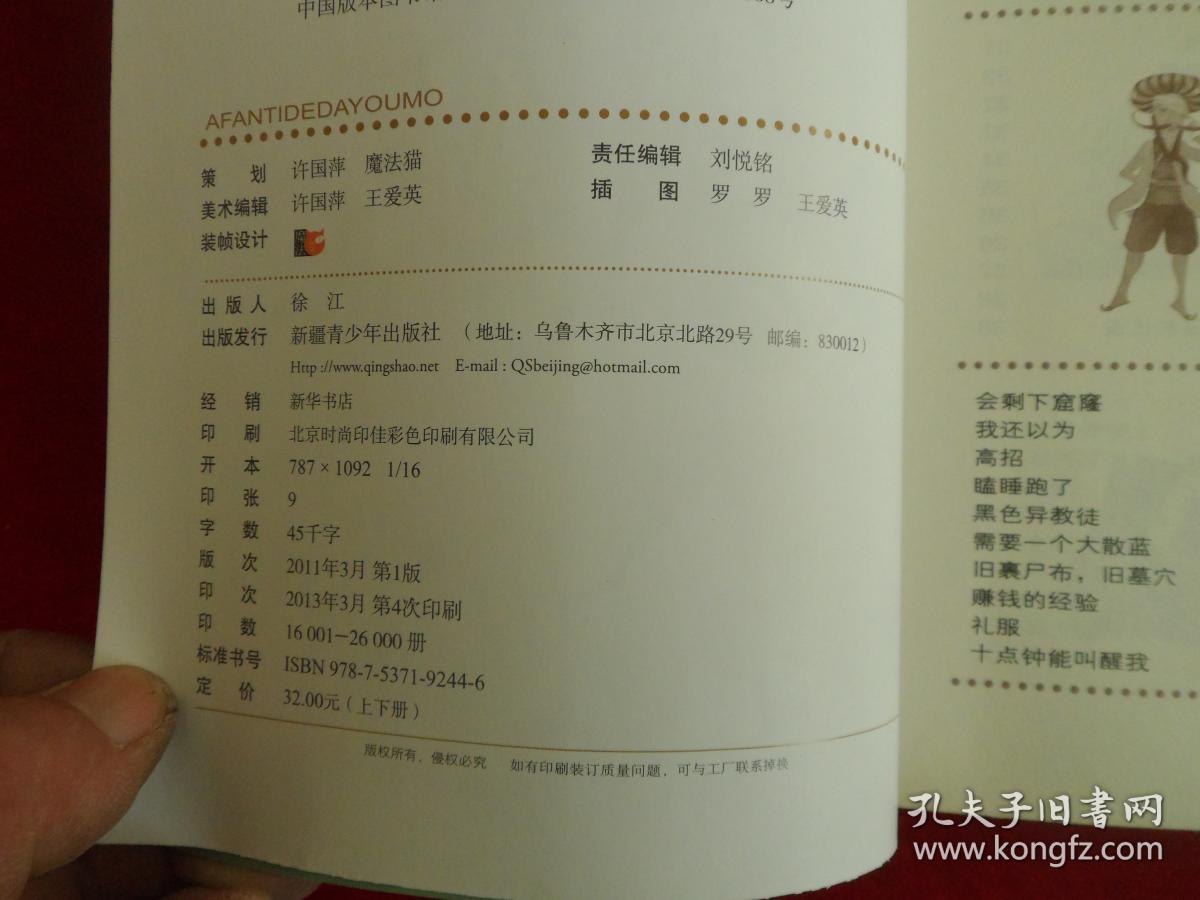 中国版本图书
号
AFANTIDEDAYOUMO
策 划 许国萍 魔法猫
责任编辑 刘悦铭
美术编辑 许国萍 王爱英
插 图 罗 罗 王爱英
装帧设计
出 版 人 徐 江
出版发行 新疆青少年出版社 （地址：乌鲁木齐市北京北路29号 邮编：830012）
Http://www.qingshao.net E-mail : QSbeijing@hotmail.com
经 销 新华书店
印 刷 北京时尚印佳彩色印刷有限公司
开 本 787×1092 1/16
印 张 9
字 数 45千字
版 次 2011年3月 第1版
印 次 2013年3月 第4次印刷
印 数 16 001-26 000 册
标准书号 ISBN 978-7-5371-9244-6
定 价 32.00元（上下册）
版权所有，侵权必究 如有印刷装订质量问题，可与工厂联系掉换
会剩下窟窿
我还以为
高招
瞌睡跑了
黑色异教徒
需要一个大散蓝
旧裹尸布，旧墓穴
赚钱的经验
礼服
十点钟能叫醒我
孔夫子旧书网
www.kongfz.com